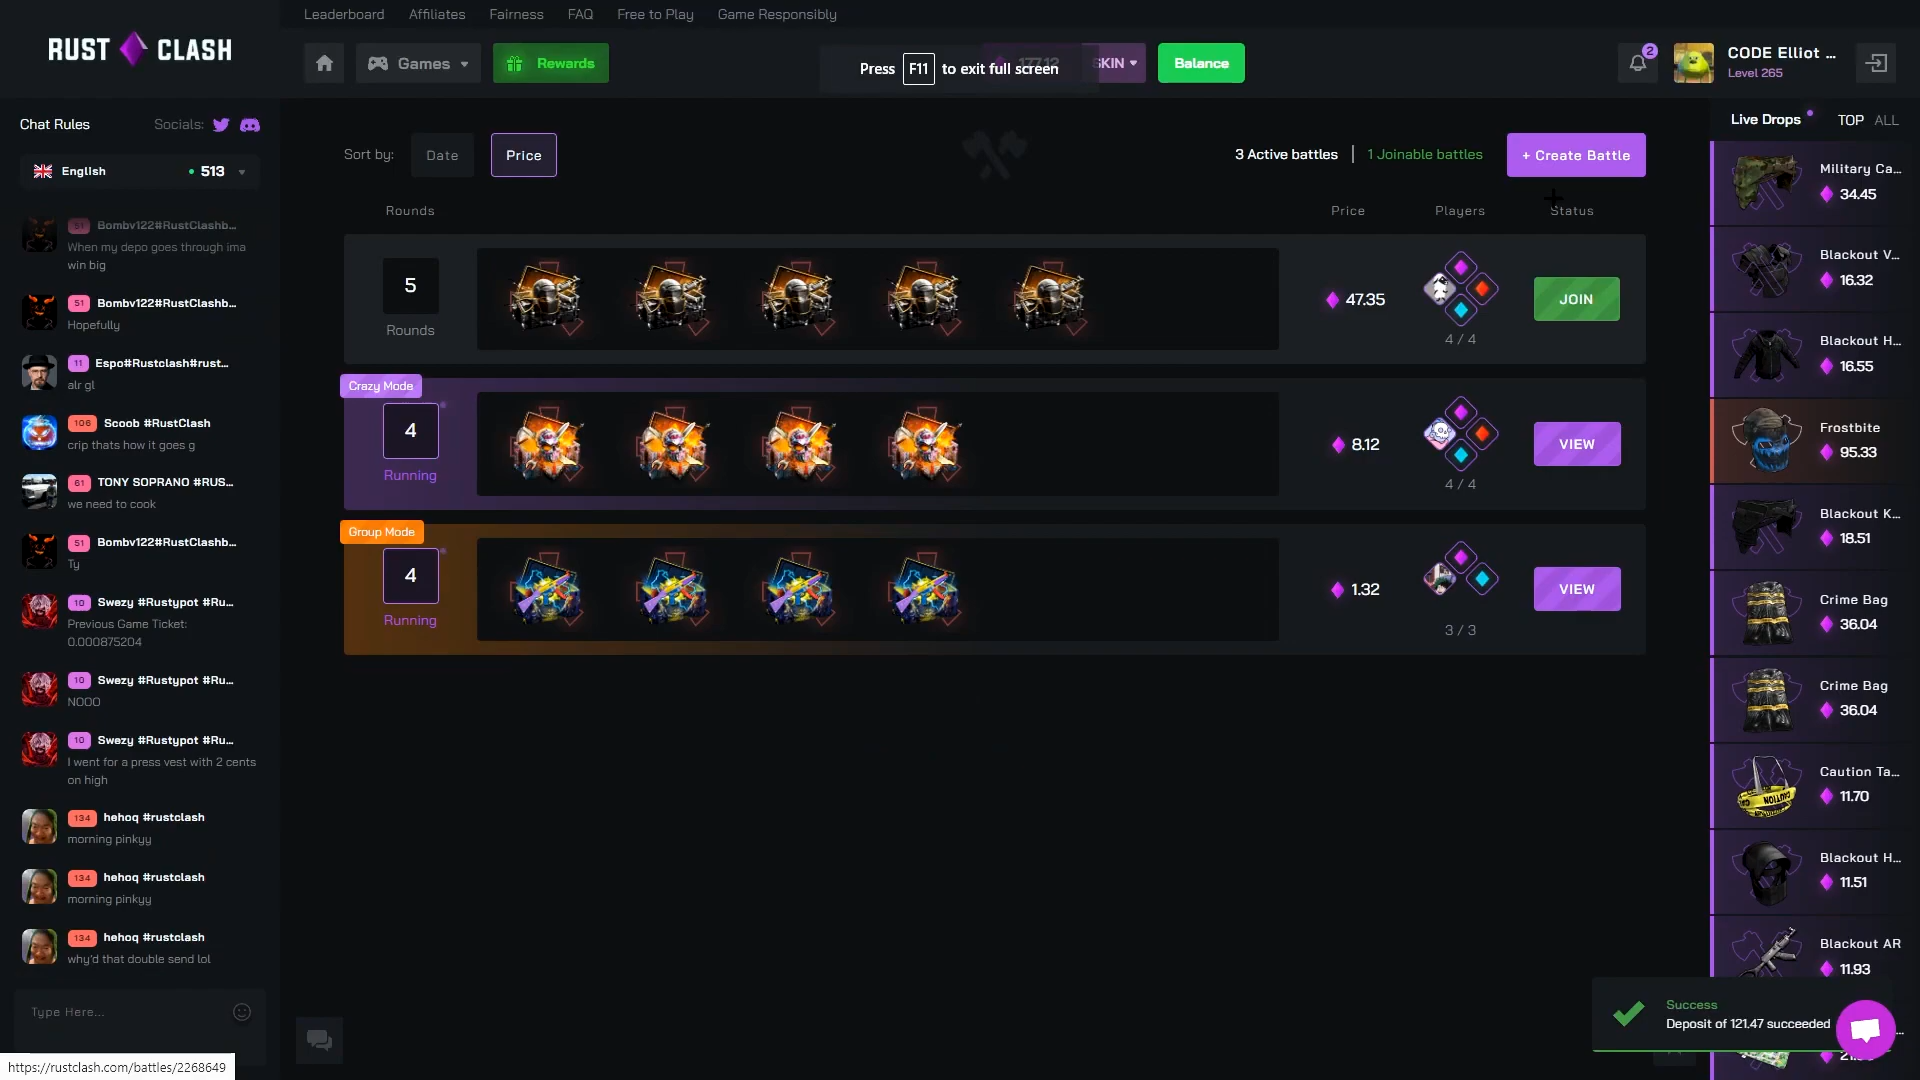 Leaderboard Affiliates Fairness FAQ Free to Play Game Responsibly
RUST CLASH
Games
Rewards
Press F11 to exit full screen
SKIN
Balance
2
CODE Elliot ...
Level 265
Chat Rules
Socials:
English
513
51 Bombv122#RustClashb...
When my depo goes through ima
win big
51 Bombv122#RustClashb...
Hopefully
11 Espo#Rustclash#rust...
alr gl
106 Scoob #RustClash
crip thats how it goes g
61 TONY SOPRANO #RUS...
we need to cook
51 Bombv122#RustClashb...
Ty
10 Swezy #Rustypot #Ru...
Previous Game Ticket:
0.000875204
10 Swezy #Rustypot #Ru...
NOOO
10 Swezy #Rustypot #Ru...
I went for a press vest with 2 cents
on high
134 hehoq #rustclash
morning pinkyy
134 hehoq #rustclash
morning pinkyy
134 hehoq #rustclash
why'd that double send lol
Type Here...
https://rustclash.com/battles/2268649
Sort by: Date Price
3 Active battles | 1 Joinable battles
+ Create Battle
Rounds Price Players Status
5
Rounds
47.35
4 / 4
JOIN
Crazy Mode
4
Running
8.12
4 / 4
VIEW
Group Mode
4
Running
1.32
3 / 3
VIEW
Live Drops TOP ALL
Military Ca...
34.45
Blackout V...
16.32
Blackout H...
16.55
Frostbite
95.33
Blackout K...
18.51
Crime Bag
36.04
Crime Bag
36.04
Caution Ta...
11.70
CAUTION
Blackout H...
11.51
Blackout AR
11.93
Success
Deposit of 121.47 succeeded